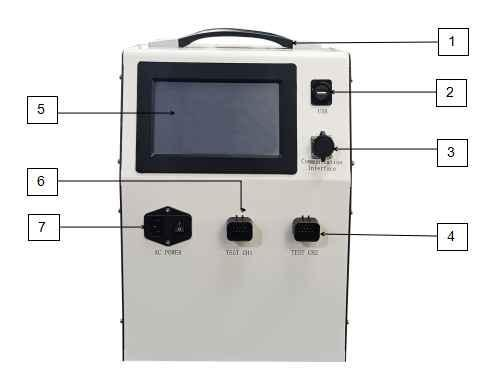 1
2
5
USB
3
Communication
Interface
6
7
4
AC POWER
TEST CH1
TEST CH2